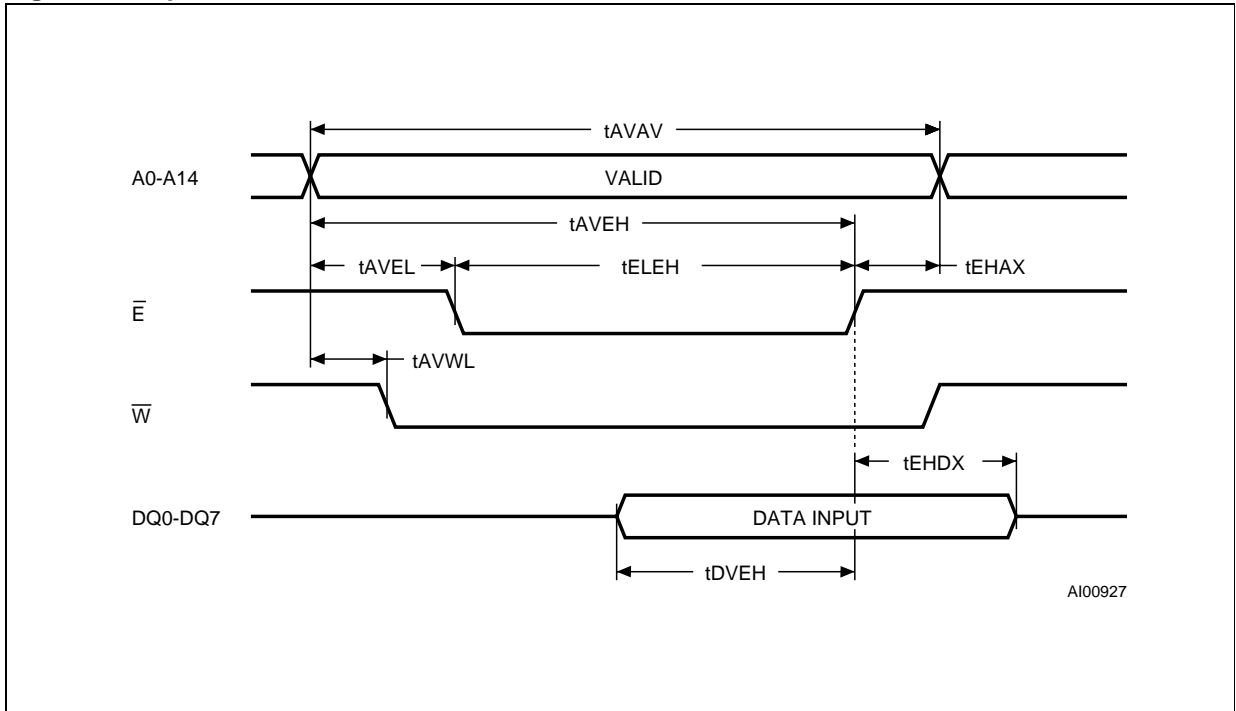 tAVAV
A0-A14
VALID
tAVEH
tAVEL
tELEH
tEHAX
E̅
tAVWL
W̅
tEHDX
DQ0-DQ7
DATA INPUT
tDVEH
AI00927